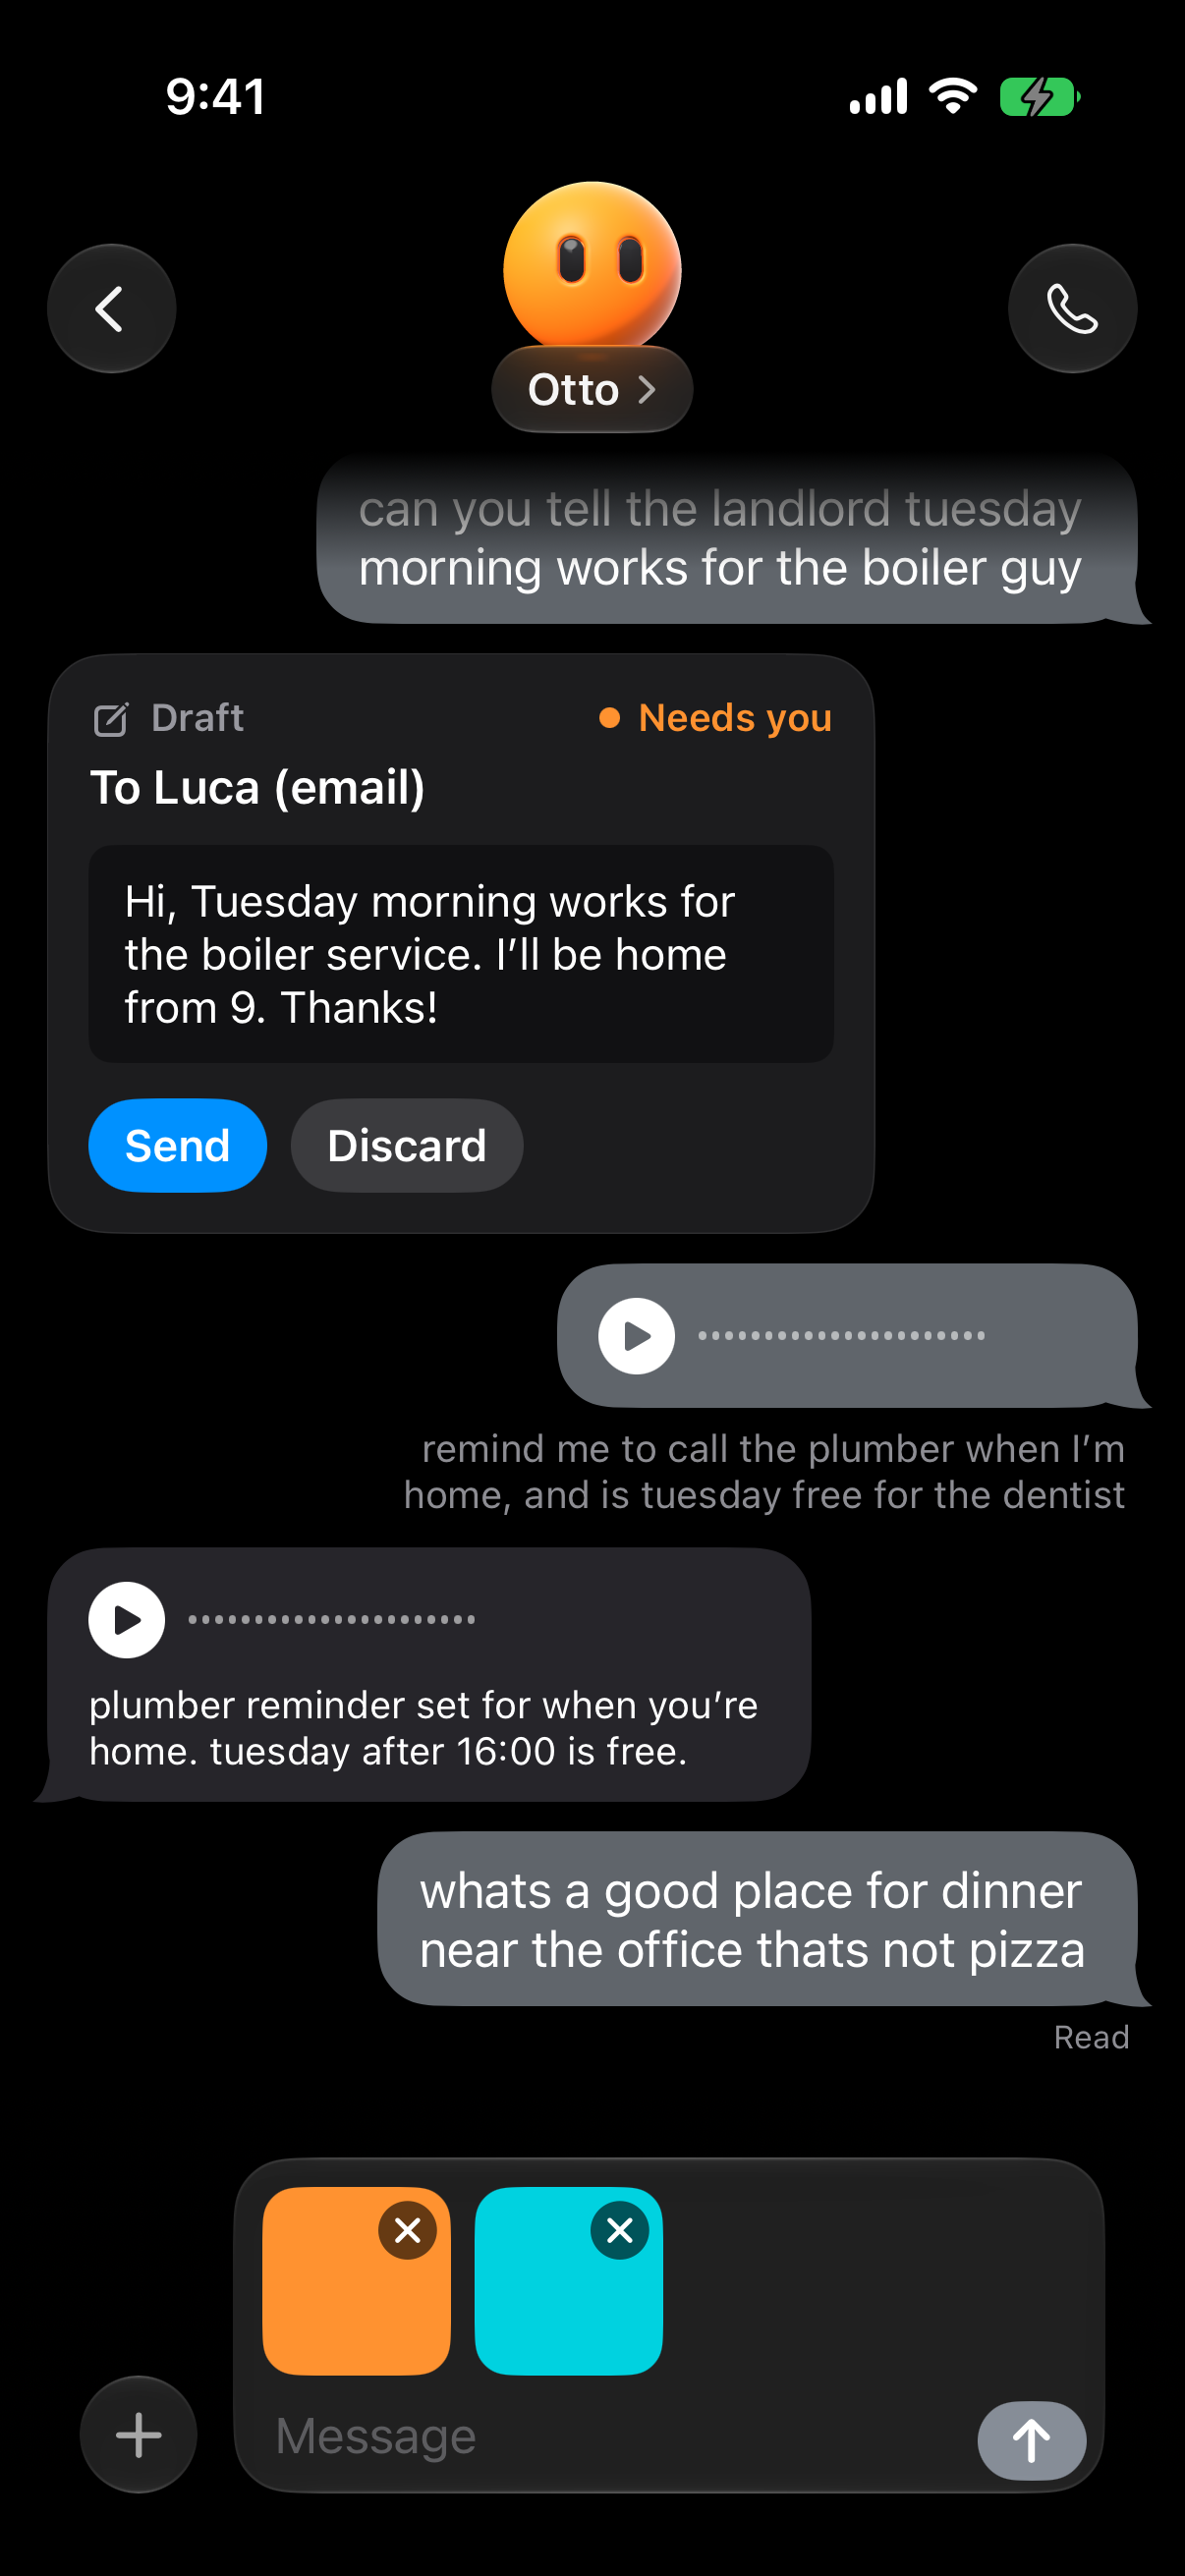 9:41
Otto
can you tell the landlord tuesday
morning works for the boiler guy
Draft
Needs you
To Luca (email)
Hi, Tuesday morning works for
the boiler service. I’ll be home
from 9. Thanks!
Send
Discard
remind me to call the plumber when I’m
home, and is tuesday free for the dentist
plumber reminder set for when you’re
home. tuesday after 16:00 is free.
whats a good place for dinner
near the office thats not pizza
Read
Message